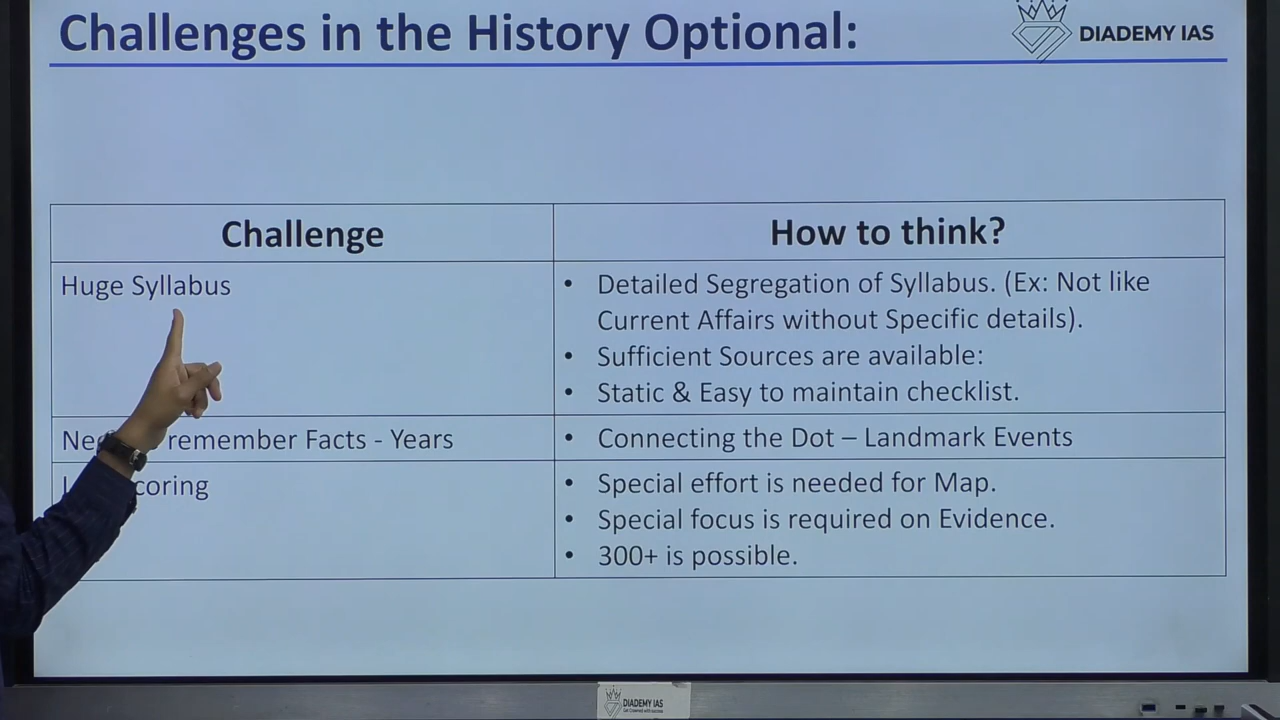 Challenges in the History Optional:
DIADEMY IAS
Challenge
How to think?
Huge Syllabus
• Detailed Segregation of Syllabus. (Ex: Not like
Current Affairs without Specific details).
• Sufficient Sources are available:
• Static & Easy to maintain checklist.
remember Facts - Years
• Connecting the Dot – Landmark Events
• Special effort is needed for Map.
• Special focus is required on Evidence.
• 300+ is possible.
DIADEMY IAS